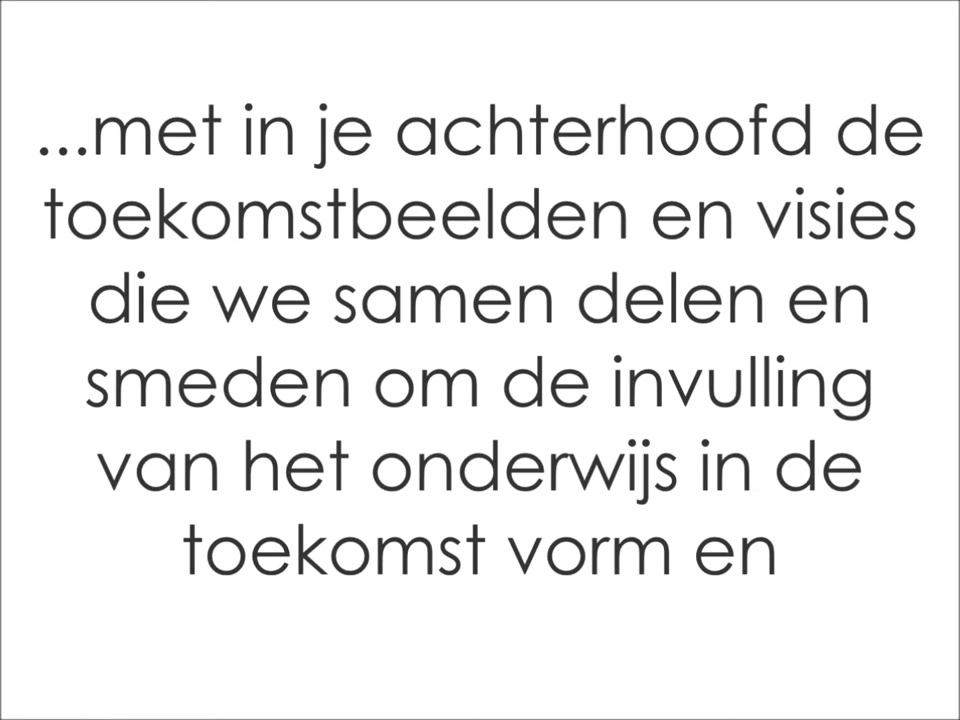 ...met in je achterhoofd de
toekomstbeelden en visies
die we samen delen en
smeden om de invulling
van het onderwijs in de
toekomst vorm en